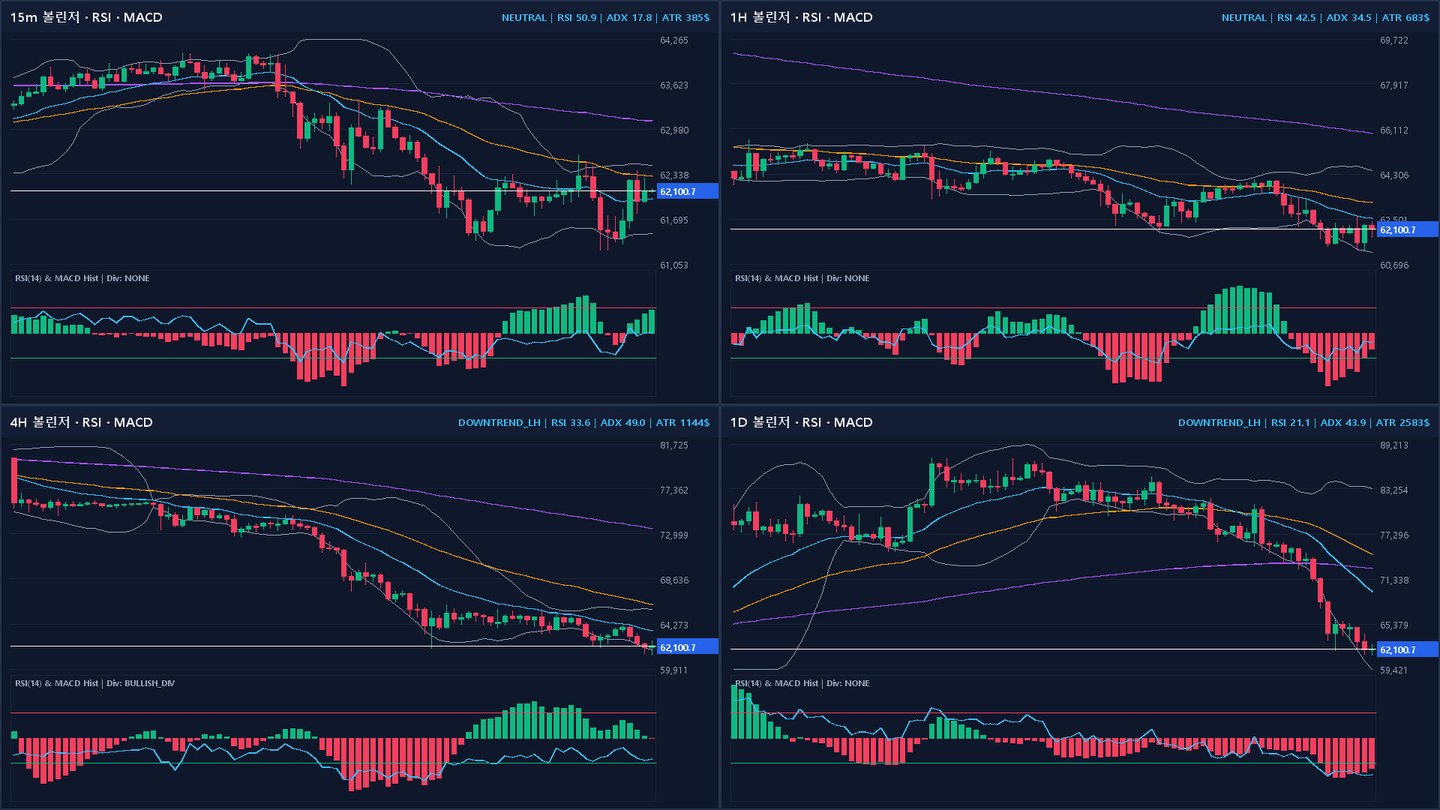 15m 볼린저 · RSI · MACD
NEUTRAL | RSI 50.9 | ADX 17.8 | ATR 385$
64,265
63,623
62,980
62,338
62,100.7
61,695
61,053
RSI(14) & MACD Hist | Div: NONE
1H 볼린저 · RSI · MACD
NEUTRAL | RSI 42.5 | ADX 34.5 | ATR 683$
69,722
67,917
66,112
64,306
62,501
62,100.7
60,696
RSI(14) & MACD Hist | Div: NONE
4H 볼린저 · RSI · MACD
DOWNTREND_LH | RSI 33.6 | ADX 49.0 | ATR 1144$
81,725
77,362
72,999
68,636
64,273
62,100.7
59,911
RSI(14) & MACD Hist | Div: BULLISH_DIV
1D 볼린저 · RSI · MACD
DOWNTREND_LH | RSI 21.1 | ADX 43.9 | ATR 2583$
89,213
83,254
77,296
71,338
65,379
62,100.7
59,421
RSI(14) & MACD Hist | Div: NONE